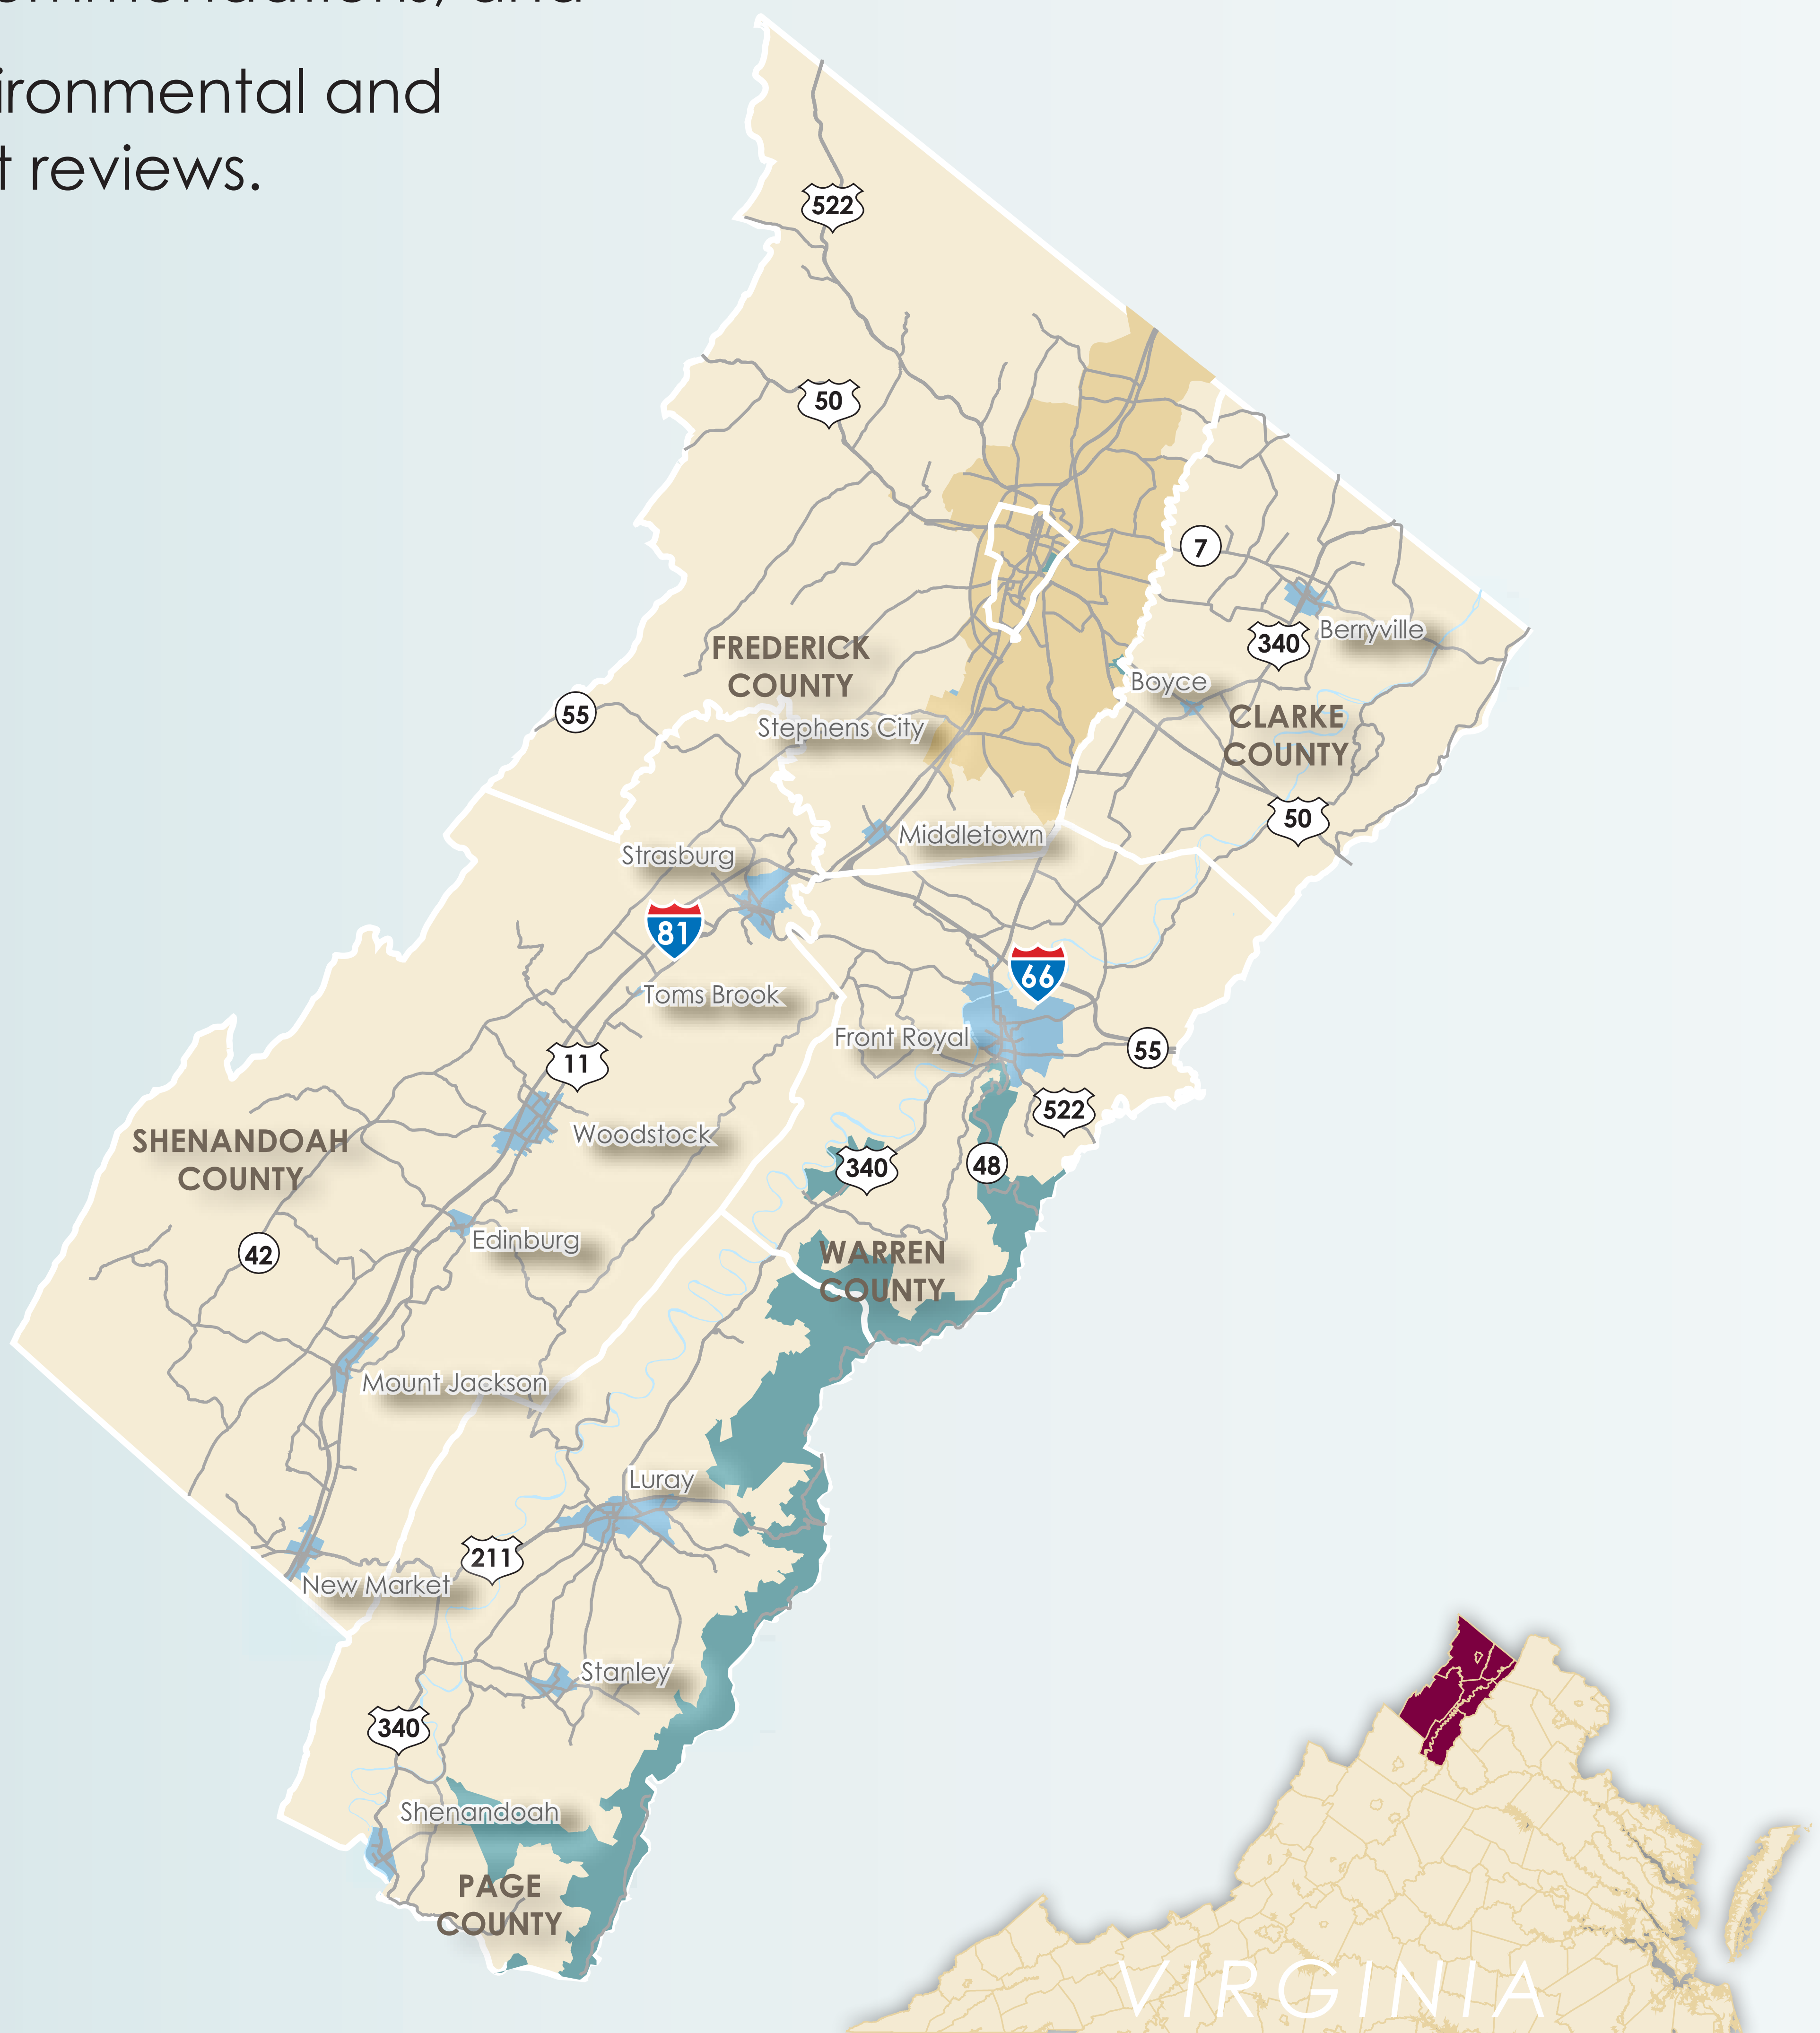 ironmental and
t reviews.
522
50
7
FREDERICK
COUNTY
340
Berryville
Boyce
55
Stephens City
CLARKE
COUNTY
50
Middletown
Strasburg
81
66
Toms Brook
Front Royal
55
11
522
Woodstock
SHENANDOAH
COUNTY
340
48
42
Edinburg
WARREN
COUNTY
Mount Jackson
Luray
211
New Market
Stanley
340
Shenandoah
PAGE
COUNTY
VIRGINIA